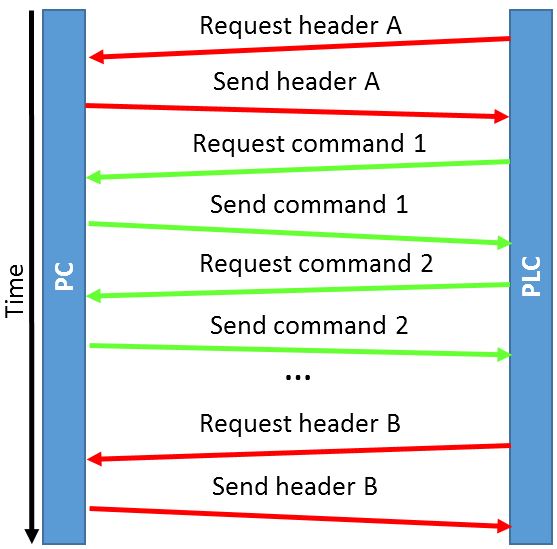 Request header A
Send header A
Request command 1
Send command 1
Request command 2
Send command 2
...
Request header B
Send header B
Time
PC
PLC